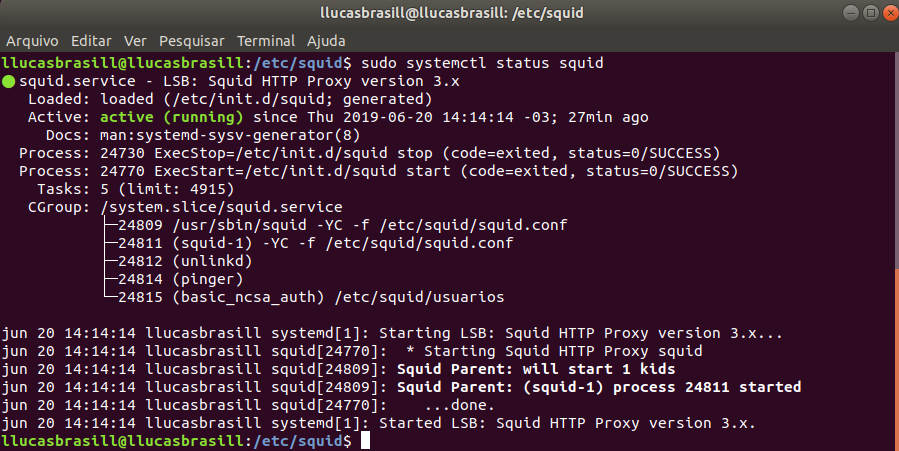 llucasbrasill@llucasbrasill: /etc/squid
Arquivo Editar Ver Pesquisar Terminal Ajuda
llucasbrasill@llucasbrasill:/etc/squid$ sudo systemctl status squid
● squid.service - LSB: Squid HTTP Proxy version 3.x
   Loaded: loaded (/etc/init.d/squid; generated)
   Active: active (running) since Thu 2019-06-20 14:14:14 -03; 27min ago
     Docs: man:systemd-sysv-generator(8)
  Process: 24730 ExecStop=/etc/init.d/squid stop (code=exited, status=0/SUCCESS)
  Process: 24770 ExecStart=/etc/init.d/squid start (code=exited, status=0/SUCCESS)
    Tasks: 5 (limit: 4915)
   CGroup: /system.slice/squid.service
           ├─24809 /usr/sbin/squid -YC -f /etc/squid/squid.conf
           ├─24811 (squid-1) -YC -f /etc/squid/squid.conf
           ├─24812 (unlinkd)
           ├─24814 (pinger)
           └─24815 (basic_ncsa_auth) /etc/squid/usuarios
jun 20 14:14:14 llucasbrasill systemd[1]: Starting LSB: Squid HTTP Proxy version 3.x...
jun 20 14:14:14 llucasbrasill squid[24770]:  * Starting Squid HTTP Proxy squid
jun 20 14:14:14 llucasbrasill squid[24809]: Squid Parent: will start 1 kids
jun 20 14:14:14 llucasbrasill squid[24809]: Squid Parent: (squid-1) process 24811 started
jun 20 14:14:14 llucasbrasill squid[24770]:    ...done.
jun 20 14:14:14 llucasbrasill systemd[1]: Started LSB: Squid HTTP Proxy version 3.x.
llucasbrasill@llucasbrasill:/etc/squid$